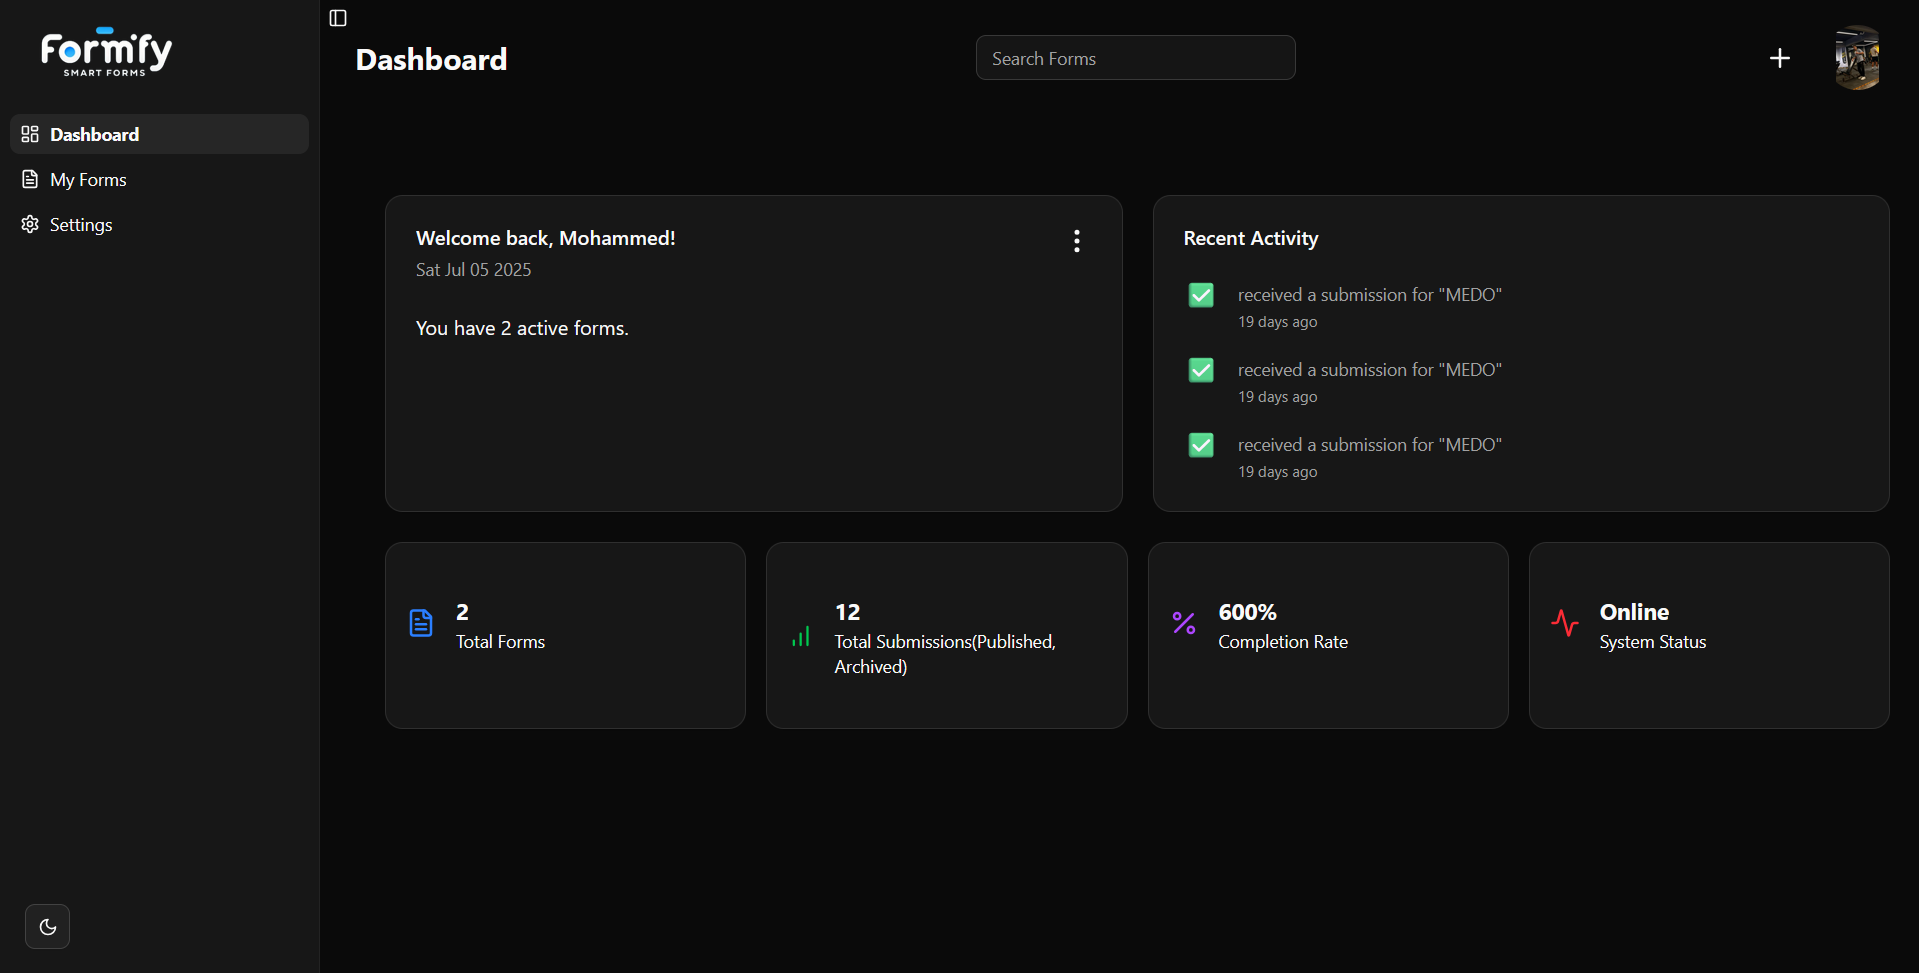 Formify
SMART FORMS
Dashboard
My Forms
Settings
Dashboard
Search Forms
Welcome back, Mohammed!
Sat Jul 05 2025
You have 2 active forms.
Recent Activity
received a submission for "MEDO"
19 days ago
received a submission for "MEDO"
19 days ago
received a submission for "MEDO"
19 days ago
2
Total Forms
12
Total Submissions(Published,
Archived)
600%
Completion Rate
Online
System Status